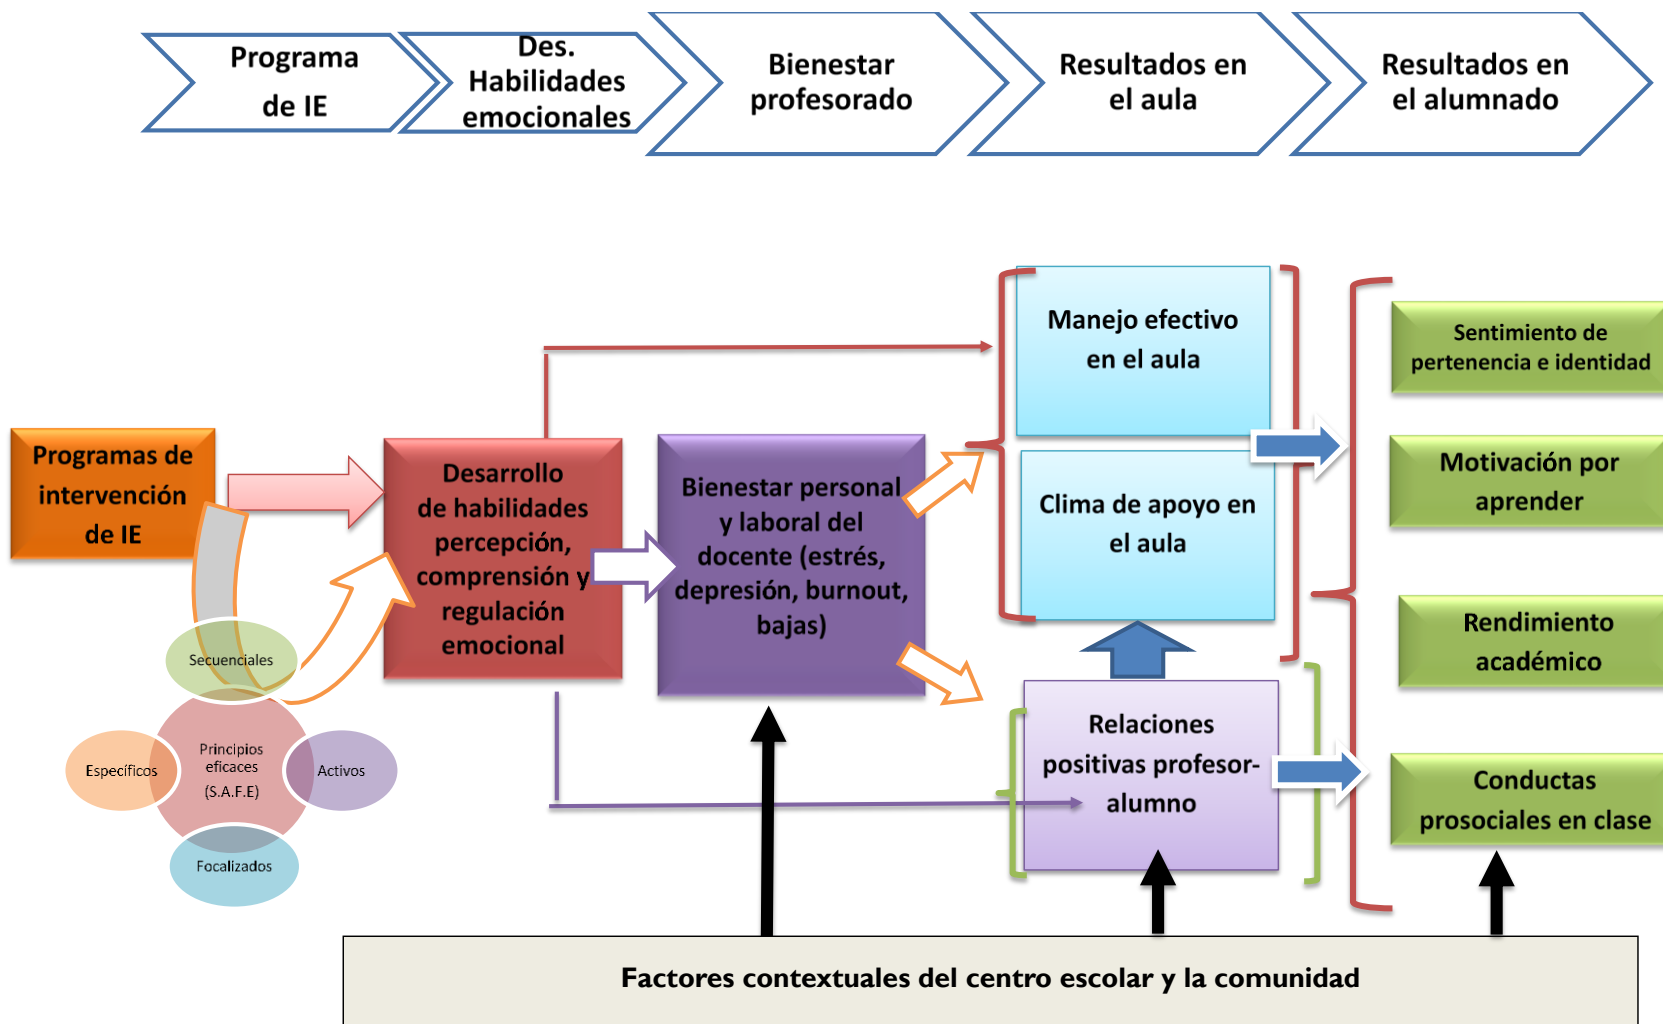 Programa
de IE
Des.
Habilidades
emocionales
Bienestar
profesorado
Resultados en
el aula
Resultados en
el alumnado
Programas de
intervención
de IE
Desarrollo
de habilidades
percepción,
comprensión y
regulación
emocional
Bienestar personal
y laboral del
docente (estrés,
depresión, burnout,
bajas)
Manejo efectivo
en el aula
Clima de apoyo en
el aula
Relaciones
positivas profesor-
alumno
Sentimiento de
pertenencia e identidad
Motivación por
aprender
Rendimiento
académico
Conductas
prosociales en clase
Secuenciales
Específicos
Principios
eficaces
(S.A.F.E)
Activos
Focalizados
Factores contextuales del centro escolar y la comunidad